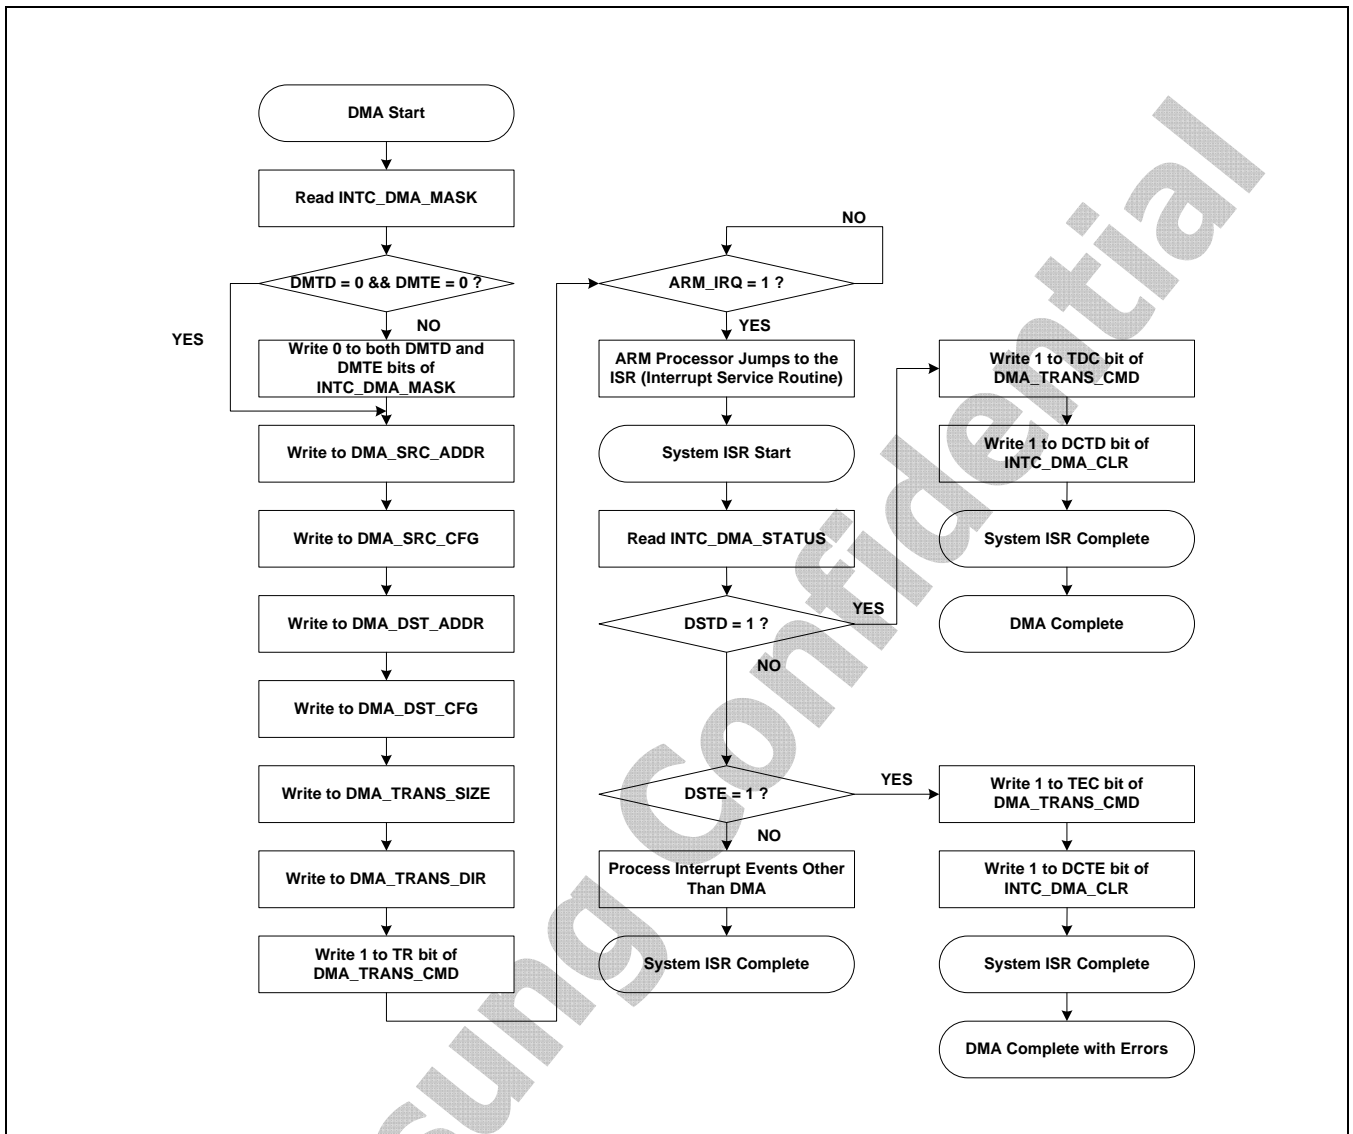 DMA Start
Read INTC_DMA_MASK
DMTD = 0 && DMTE = 0 ?
YES
NO
Write 0 to both DMTD and
DMTE bits of
INTC_DMA_MASK
Write to DMA_SRC_ADDR
Write to DMA_SRC_CFG
Write to DMA_DST_ADDR
Write to DMA_DST_CFG
Write to DMA_TRANS_SIZE
Write to DMA_TRANS_DIR
Write 1 to TR bit of
DMA_TRANS_CMD
NO
ARM_IRQ = 1 ?
YES
ARM Processor Jumps to the
ISR (Interrupt Service Routine)
System ISR Start
Read INTC_DMA_STATUS
DSTD = 1 ?
YES
NO
DSTE = 1 ?
YES
NO
Process Interrupt Events Other
Than DMA
System ISR Complete
Write 1 to TDC bit of
DMA_TRANS_CMD
Write 1 to DCTD bit of
INTC_DMA_CLR
System ISR Complete
DMA Complete
Write 1 to TEC bit of
DMA_TRANS_CMD
Write 1 to DCTE bit of
INTC_DMA_CLR
System ISR Complete
DMA Complete with Errors
sung Confidential